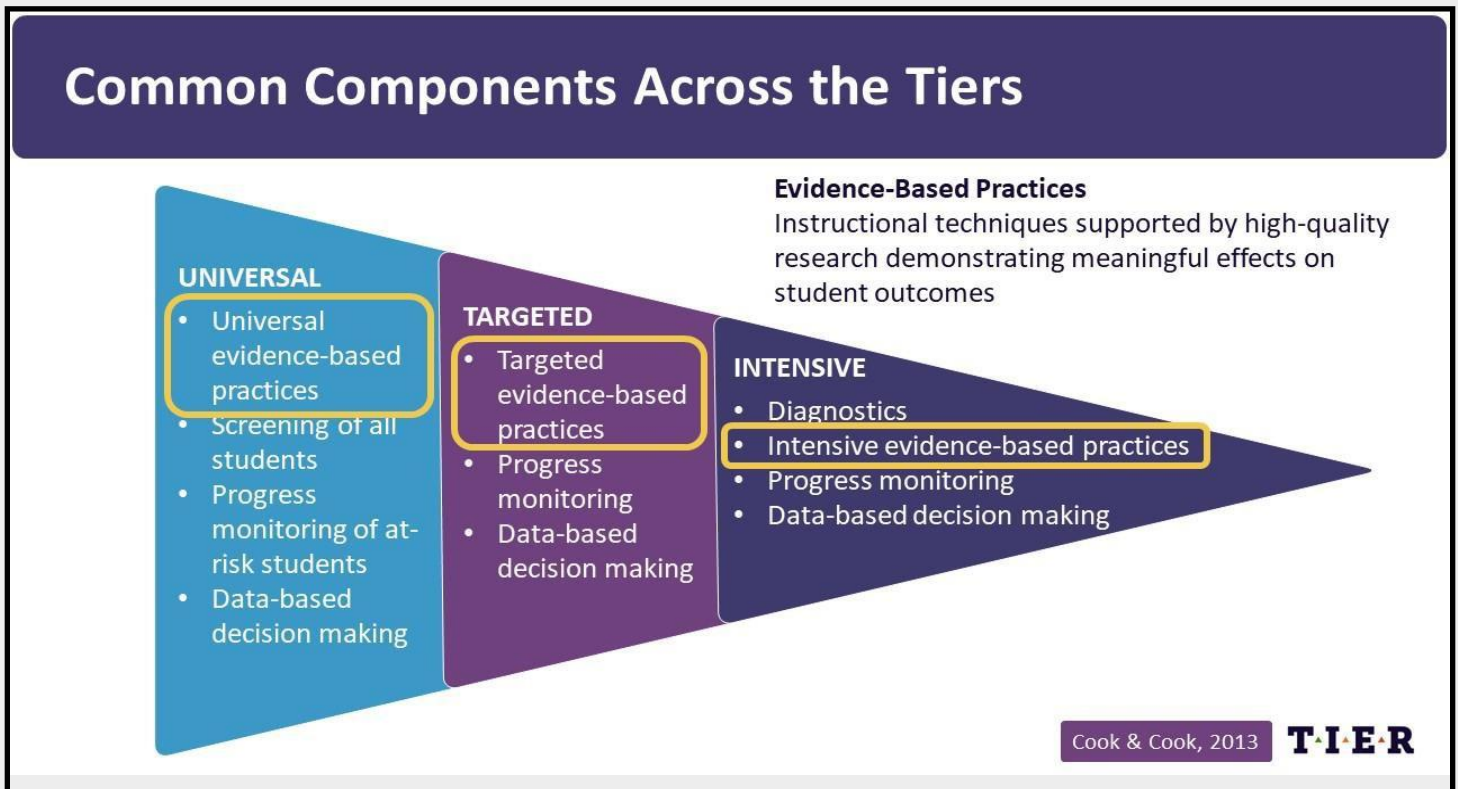 Common Components Across the Tiers
Evidence-Based Practices
Instructional techniques supported by high-quality
research demonstrating meaningful effects on
student outcomes
UNIVERSAL
• Universal
evidence-based
practices
• Screening of all
students
• Progress
monitoring of at-
risk students
• Data-based
decision making
TARGETED
• Targeted
evidence-based
practices
• Progress
monitoring
• Data-based
decision making
INTENSIVE
• Diagnostics
• Intensive evidence-based practices
• Progress monitoring
• Data-based decision making
Cook & Cook, 2013
T·I·E·R